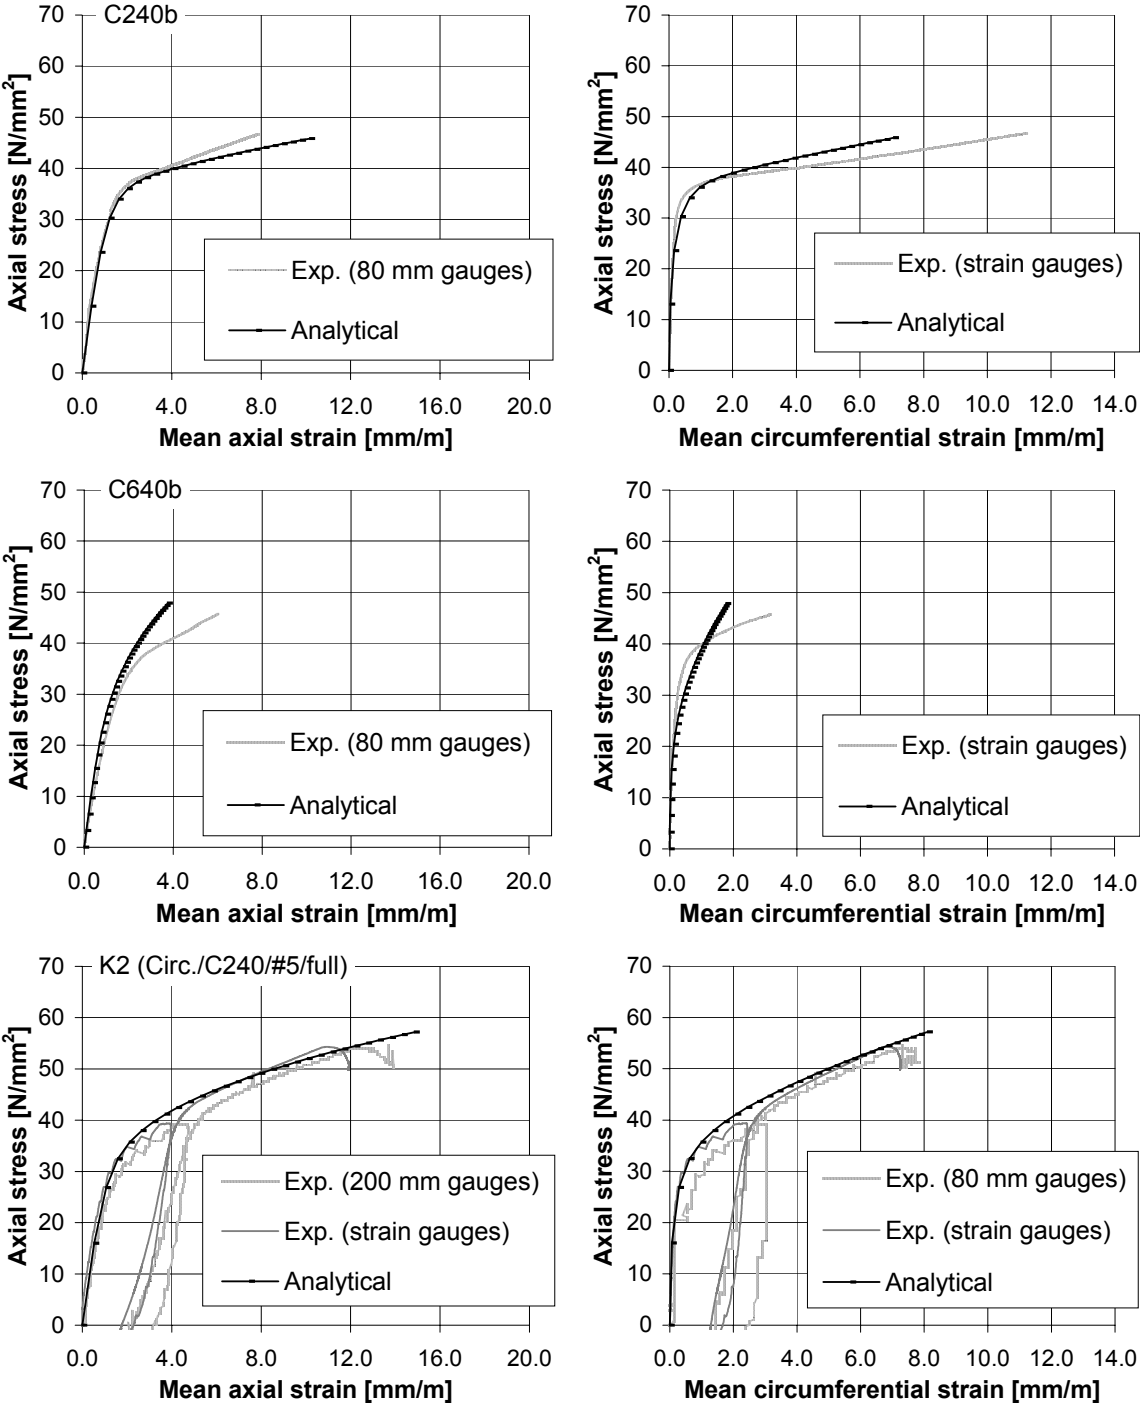 C240b
70
60
50
40
30
20
10
0
Axial stress [N/mm²]
Exp. (80 mm gauges)
Analytical
0.0 4.0 8.0 12.0 16.0 20.0
Mean axial strain [mm/m]
70
60
50
40
30
20
10
0
Axial stress [N/mm²]
Exp. (strain gauges)
Analytical
0.0 2.0 4.0 6.0 8.0 10.0 12.0 14.0
Mean circumferential strain [mm/m]
C640b
70
60
50
40
30
20
10
0
Axial stress [N/mm²]
Exp. (80 mm gauges)
Analytical
0.0 4.0 8.0 12.0 16.0 20.0
Mean axial strain [mm/m]
70
60
50
40
30
20
10
0
Axial stress [N/mm²]
Exp. (strain gauges)
Analytical
0.0 2.0 4.0 6.0 8.0 10.0 12.0 14.0
Mean circumferential strain [mm/m]
K2 (Circ./C240/#5/full)
70
60
50
40
30
20
10
0
Axial stress [N/mm²]
Exp. (200 mm gauges)
Exp. (strain gauges)
Analytical
0.0 4.0 8.0 12.0 16.0 20.0
Mean axial strain [mm/m]
70
60
50
40
30
20
10
0
Axial stress [N/mm²]
Exp. (80 mm gauges)
Exp. (strain gauges)
Analytical
0.0 2.0 4.0 6.0 8.0 10.0 12.0 14.0
Mean circumferential strain [mm/m]